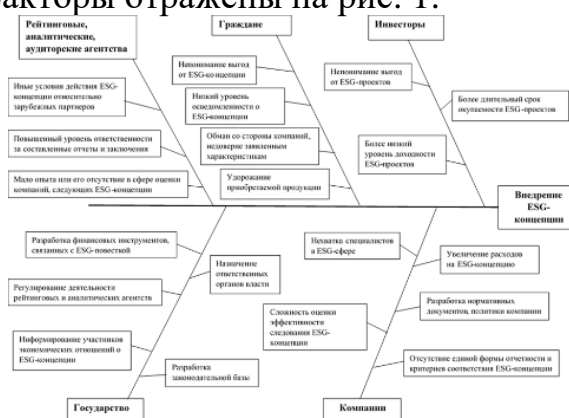 факторы отражены на рис. 1.
Рейтинговые,
аналитические,
аудиторские агентства
Иные условия действия ESG-
концепции относительно
зарубежных партнеров
Повышенный уровень ответственности
за составленные отчеты и заключения
Мало опыта или его отсутствие в сфере оценки
компаний, следующих ESG-концепции
Граждане
Непонимание выгод
от ESG-концепции
Низкий уровень
осведомленности о
ESG-концепции
Обман со стороны компаний,
недоверие заявленным
характеристикам
Удорожание
приобретаемой продукции
Инвесторы
Непонимание выгод
от ESG-проектов
Более длительный срок
окупаемости ESG-проектов
Более низкий
уровень доходности
ESG-проектов
Внедрение
ESG-
концепции
Разработка финансовых инструментов,
связанных с ESG-повесткой
Назначение
ответственных
органов власти
Регулирование деятельности
рейтинговых и аналитических агентств
Информирование участников
экономических отношений о
ESG-концепции
Разработка
законодательной базы
Государство
Нехватка специалистов
в ESG-сфере
Увеличение расходов
на ESG-концепцию
Разработка нормативных
документов, политики компании
Сложность оценки
эффективности
следования ESG-
концепции
Отсутствие единой формы отчетности и
критериев соответствия ESG-концепции
Компании